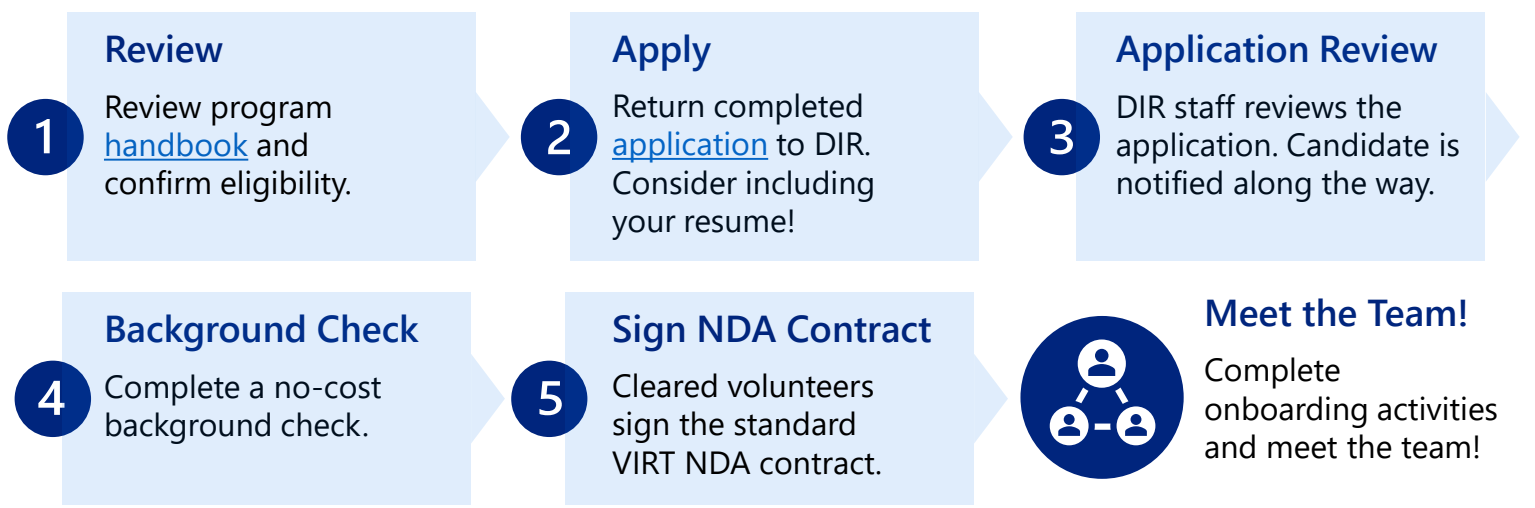 Review
1
Review program
handbook and
confirm eligibility.
Apply
2
Return completed
application to DIR.
Consider including
your resume!
Application Review
3
DIR staff reviews the
application. Candidate is
notified along the way.
Background Check
4
Complete a no-cost
background check.
Sign NDA Contract
5
Cleared volunteers
sign the standard
VIRT NDA contract.
Meet the Team!
Complete
onboarding activities
and meet the team!